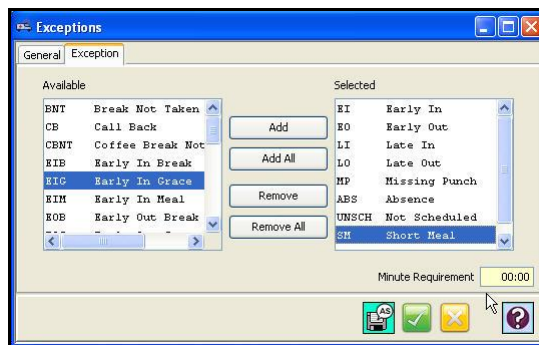 Exceptions
General Exception
Available
BNT Break Not Taken
CB Call Back
CBNT Coffee Break Not
EIB Early In Break
EIG Early In Grace
EIM Early In Meal
EOB Early Out Break
Add
Add All
Remove
Remove All
Selected
EI Early In
EO Early Out
LI Late In
LO Late Out
MP Missing Punch
ABS Absence
UNSCH Not Scheduled
SM Short Meal
Minute Requirement 00:00
AS
?